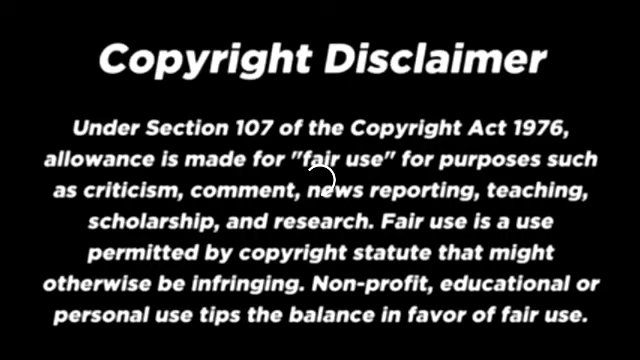 Copyright Disclaimer
Under Section 107 of the Copyright Act 1976,
allowance is made for "fair use" for purposes such
as criticism, comment, news reporting, teaching,
scholarship, and research. Fair use is a use
permitted by copyright statute that might
otherwise be infringing. Non-profit, educational or
personal use tips the balance in favor of fair use.